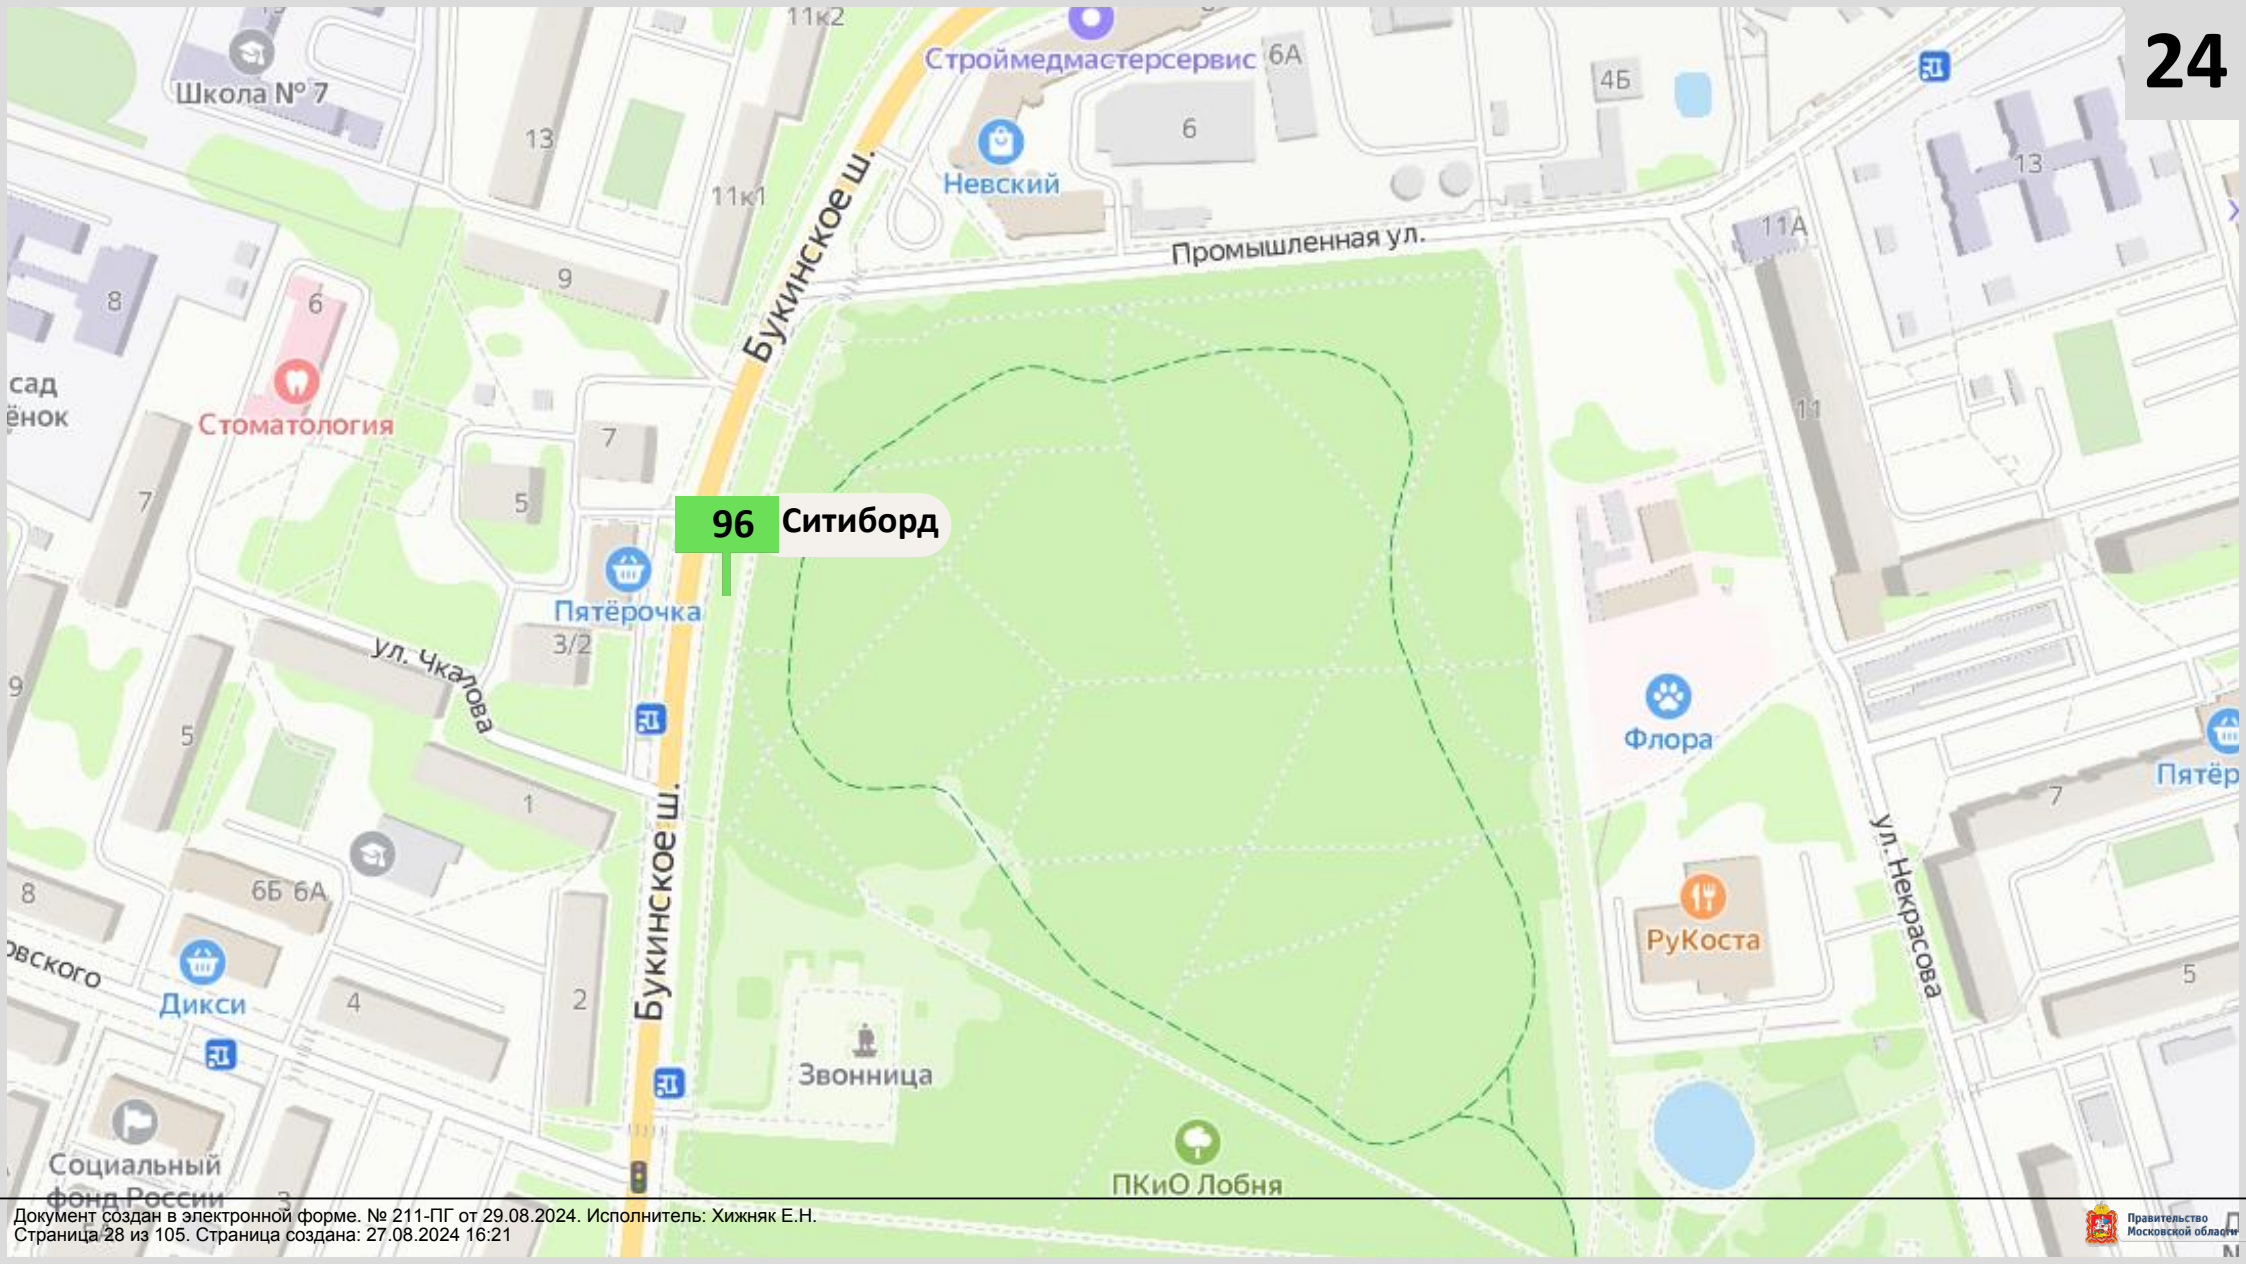 11к2
24
Строймедмастерсервис
6А
4Б
Школа № 7
13
6
Невский
13
11к1
Букинское ш.
Промышленная ул.
11А
9
8
6
сад
ёнок
Стоматология
7
11
7
5
96
Ситиборд
Пятёрочка
3/2
ул. Чкалова
9
5
Флора
Пятёр
1
7
Букинское ш.
ул. Некрасова
8
6Б 6А
РуКоста
овского
Дикси
4
2
5
Звонница
Социальный
фонд России
3
ПКиО Лобня
Документ создан в электронной форме. № 211-ПГ от 29.08.2024. Исполнитель: Хижняк Е.Н.
Страница 28 из 105. Страница создана: 27.08.2024 16:21
Правительство
Московской области